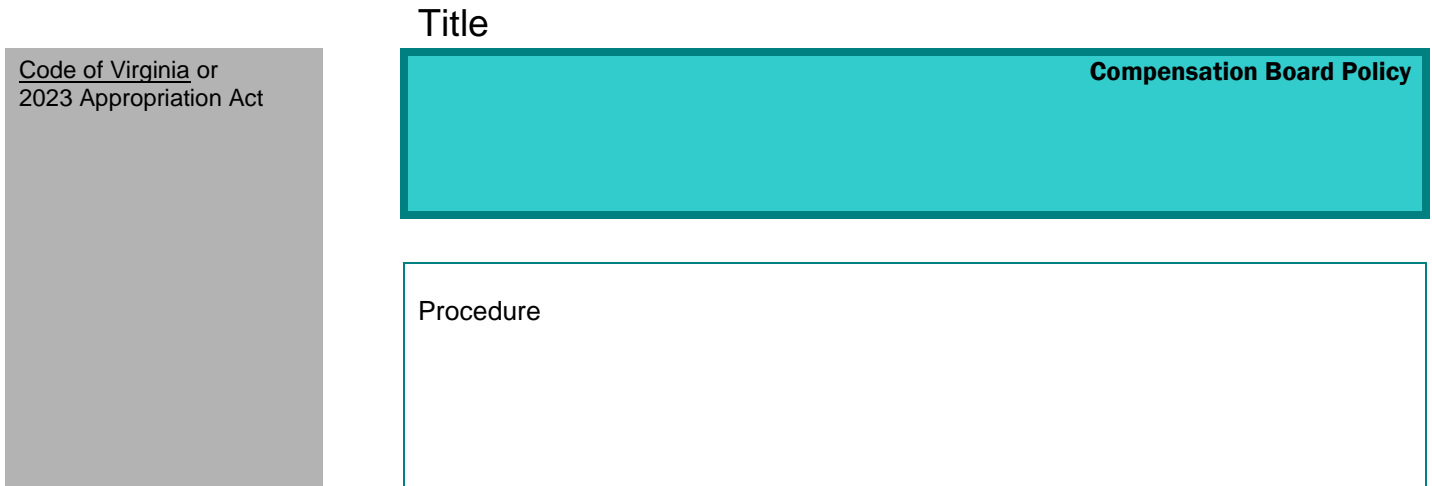 Title
Code of Virginia or
2023 Appropriation Act
Compensation Board Policy
Procedure